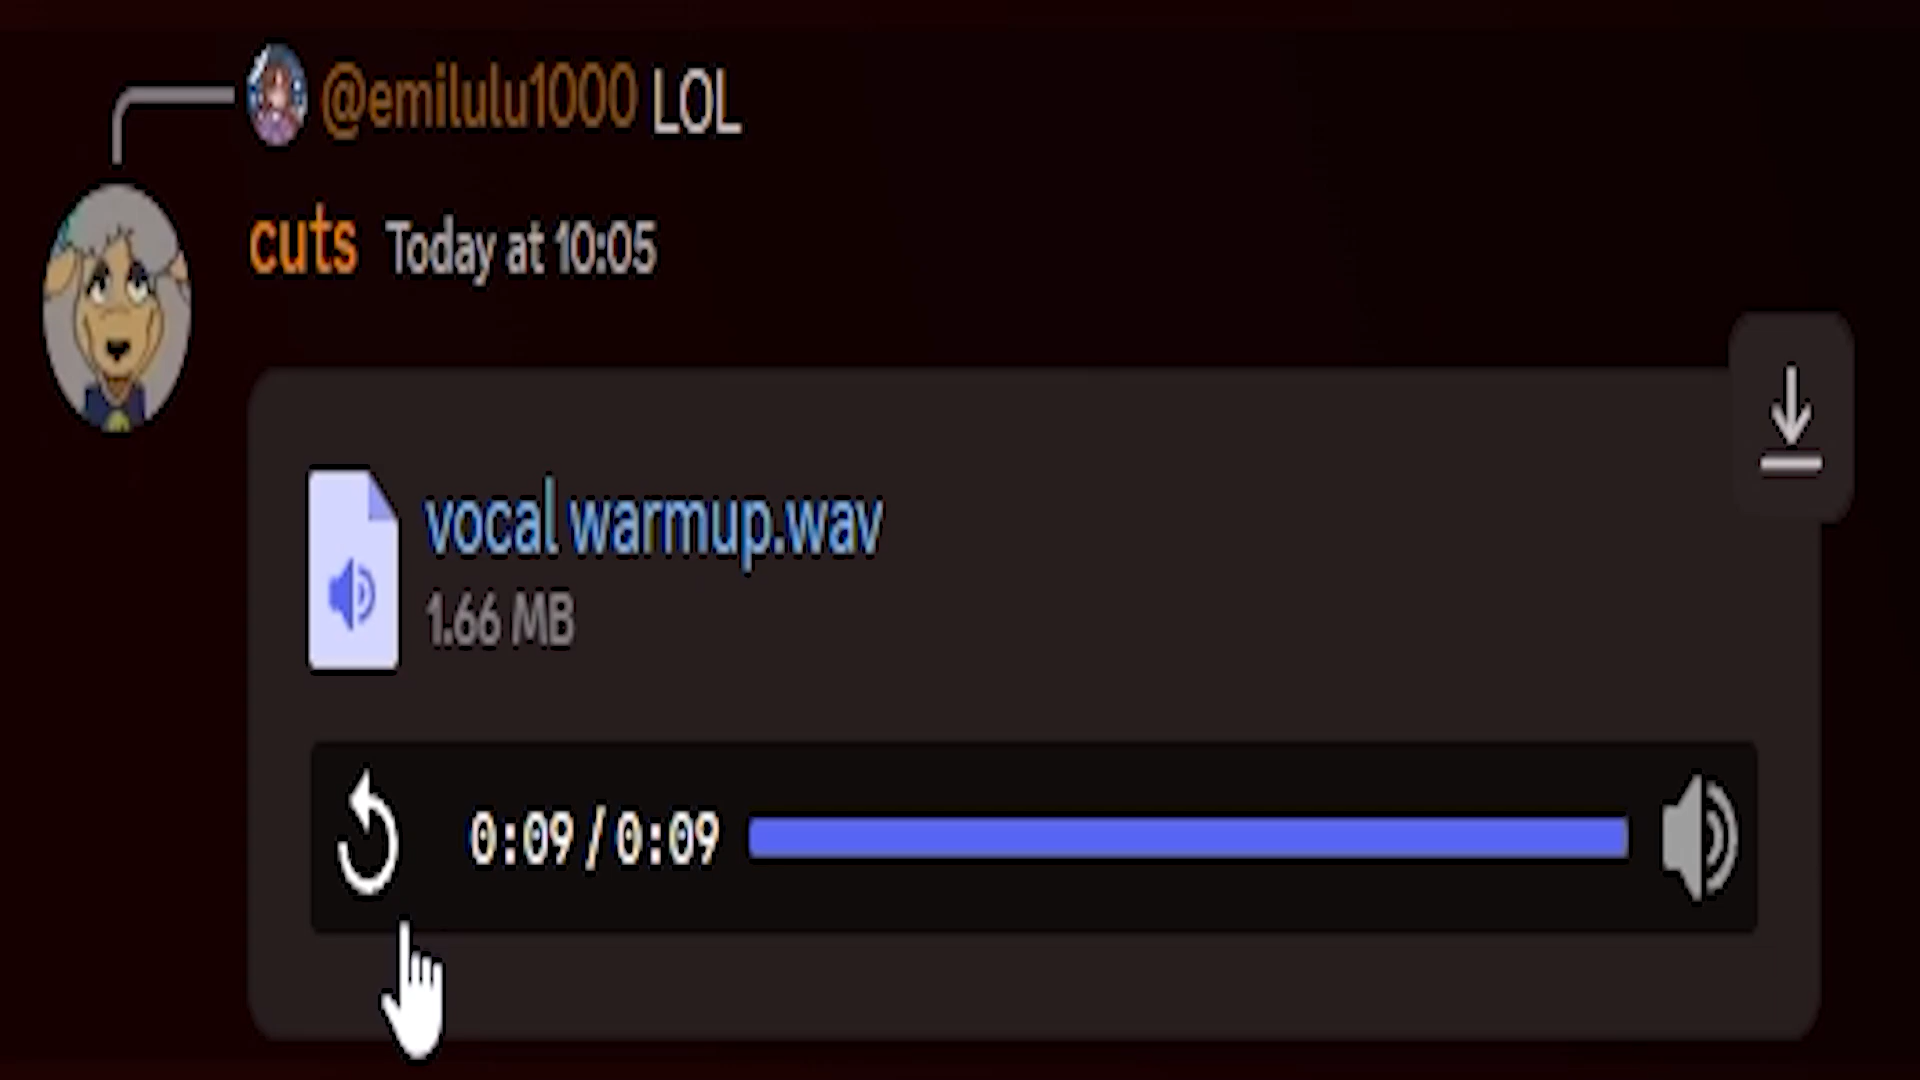 @emilulu1000 LOL
cuts Today at 10:05
vocal warmup.wav
1.66 MB
0:09 / 0:09